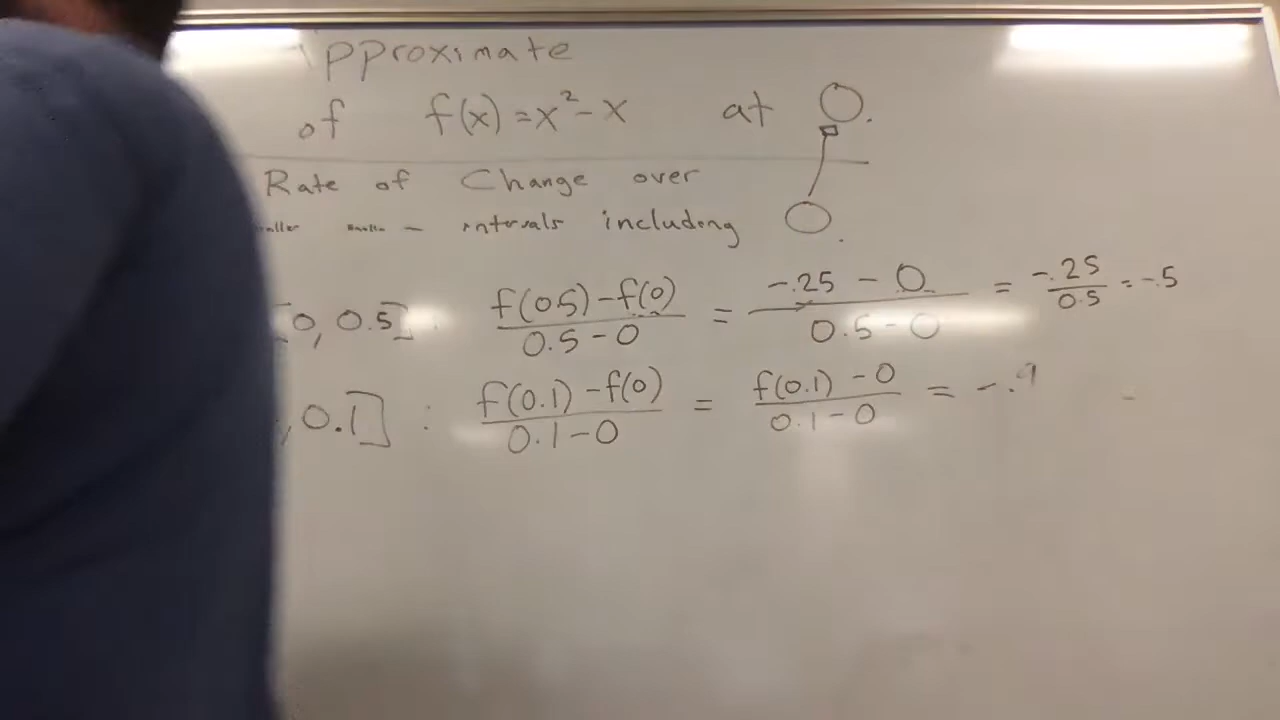 pproximate
of f(x) = x² - x at 0.
Rate of Change over
intervals including 0.
[0, 0.5] : f(0.5) - f(0) / 0.5 - 0 = -.25 - 0 / 0.5 - 0 = -.25 / 0.5 = -.5
, 0.1] : f(0.1) - f(0) / 0.1 - 0 = f(0.1) - 0 / 0.1 - 0 = -.9